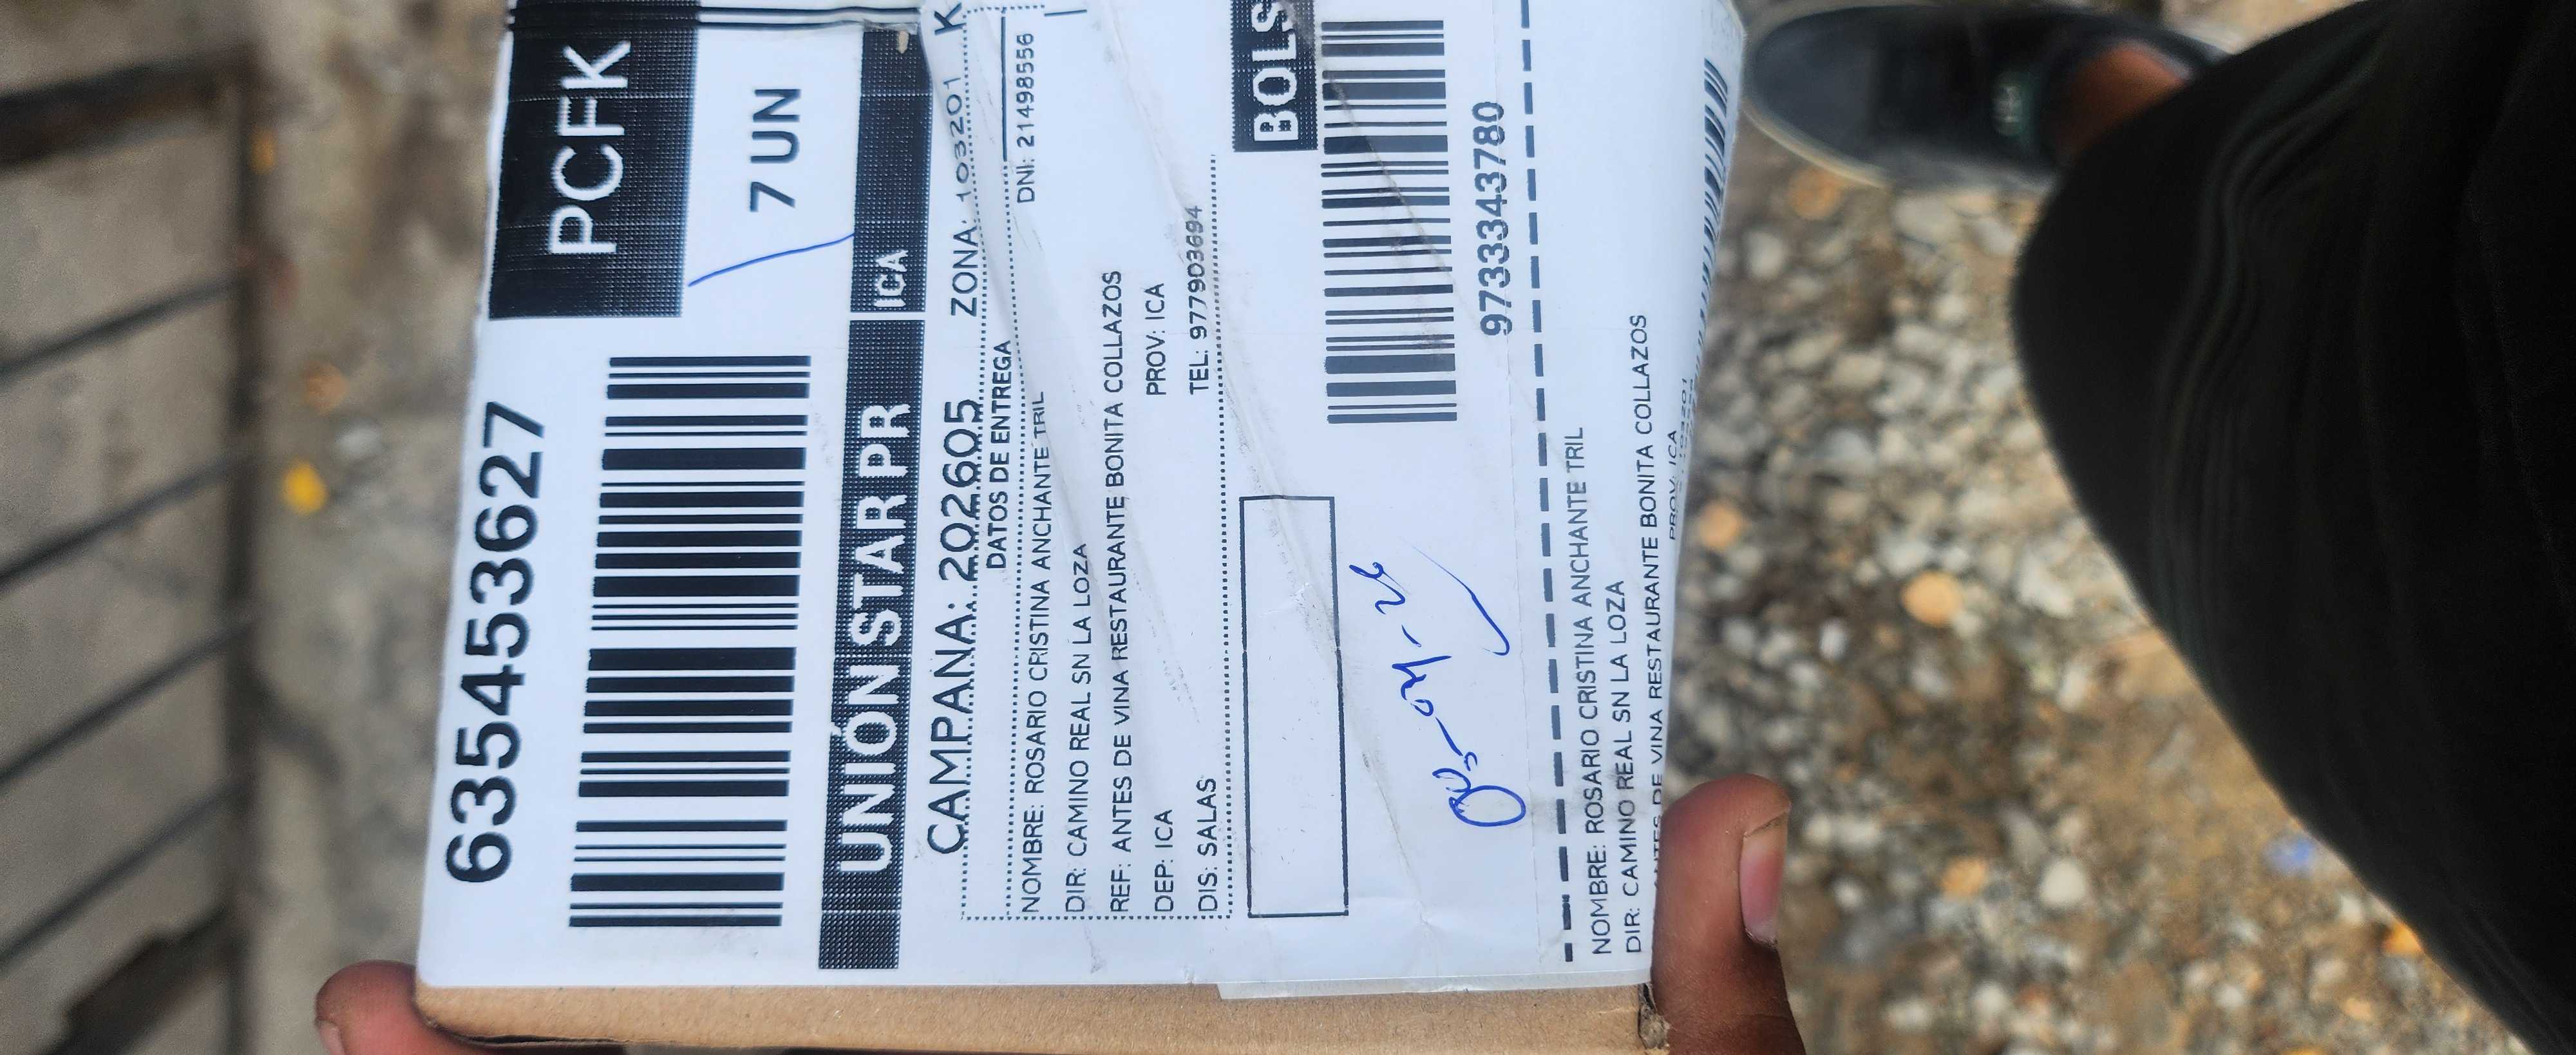 6355453627
PCFK
7 UN
UNIÓN STAR PR ICA
CAMPANA: 202605 ZONA: 103201 K
DATOS DE ENTREGA
NOMBRE: ROSARIO CRISTINA ANCHANTE TRIL DNI: 21498556
DIR: CAMINO REAL SN LA LOZA
REF: ANTES DE VINA RESTAURANTE BONITA COLLAZOS
DEP: ICA PROV: ICA
DIS: SALAS TEL: 977903694
BOLS
97333443780
NOMBRE: ROSARIO CRISTINA ANCHANTE TRIL
DIR: CAMINO REAL SN LA LOZA
ANTES DE VINA RESTAURANTE BONITA COLLAZOS
PROV: ICA